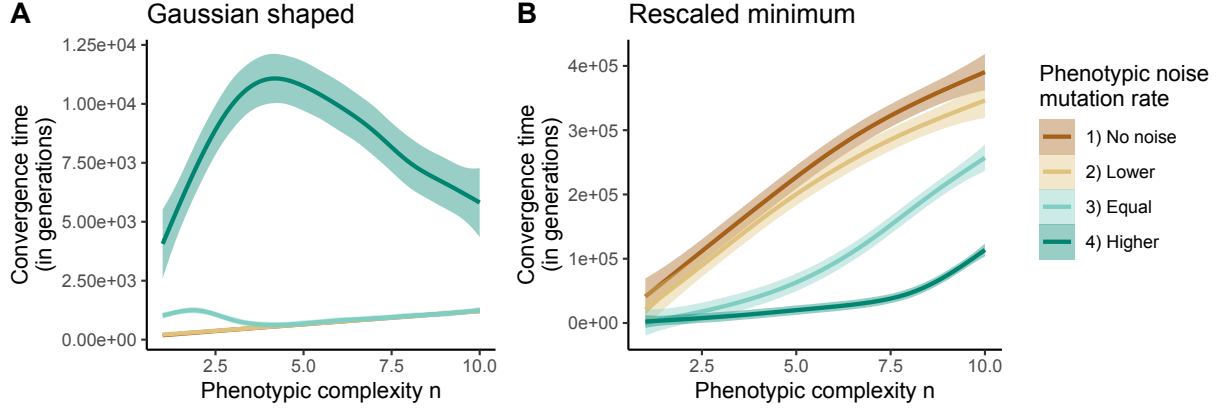 A
Gaussian shaped
Convergence time
(in generations)
1.25e+04
1.00e+04
7.50e+03
5.00e+03
2.50e+03
0.00e+00
2.5
5.0
7.5
10.0
Phenotypic complexity n
B
Rescaled minimum
Convergence time
(in generations)
4e+05
3e+05
2e+05
1e+05
0e+00
2.5
5.0
7.5
10.0
Phenotypic complexity n
Phenotypic noise
mutation rate
1) No noise
2) Lower
3) Equal
4) Higher